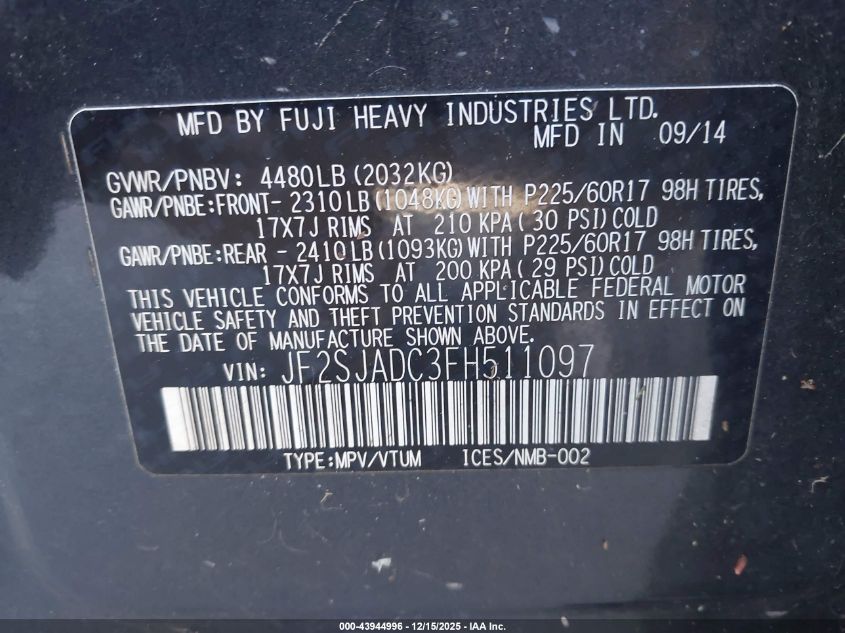 MFD BY FUJI HEAVY INDUSTRIES LTD.
MFD IN 09/14
GVWR/PNBV: 4480LB (2032KG)
GAWR/PNBE:FRONT- 2310LB(1048KG)WITH P225/60R17 98H TIRES,
17X7J RIMS AT 210 KPA( 30 PSI)COLD
GAWR/PNBE:REAR - 2410LB(1093KG)WITH P225/60R17 98H TIRES,
17X7J RIMS AT 200 KPA( 29 PSI)COLD
THIS VEHICLE CONFORMS TO ALL APPLICABLE FEDERAL MOTOR
VEHICLE SAFETY AND THEFT PREVENTION STANDARDS IN EFFECT ON
THE DATE OF MANUFACTURE SHOWN ABOVE.
VIN: JF2SJADC3FH511097
TYPE:MPV/VTUM ICES/NMB-002
000-43944996 - 12/15/2025 - IAA Inc.